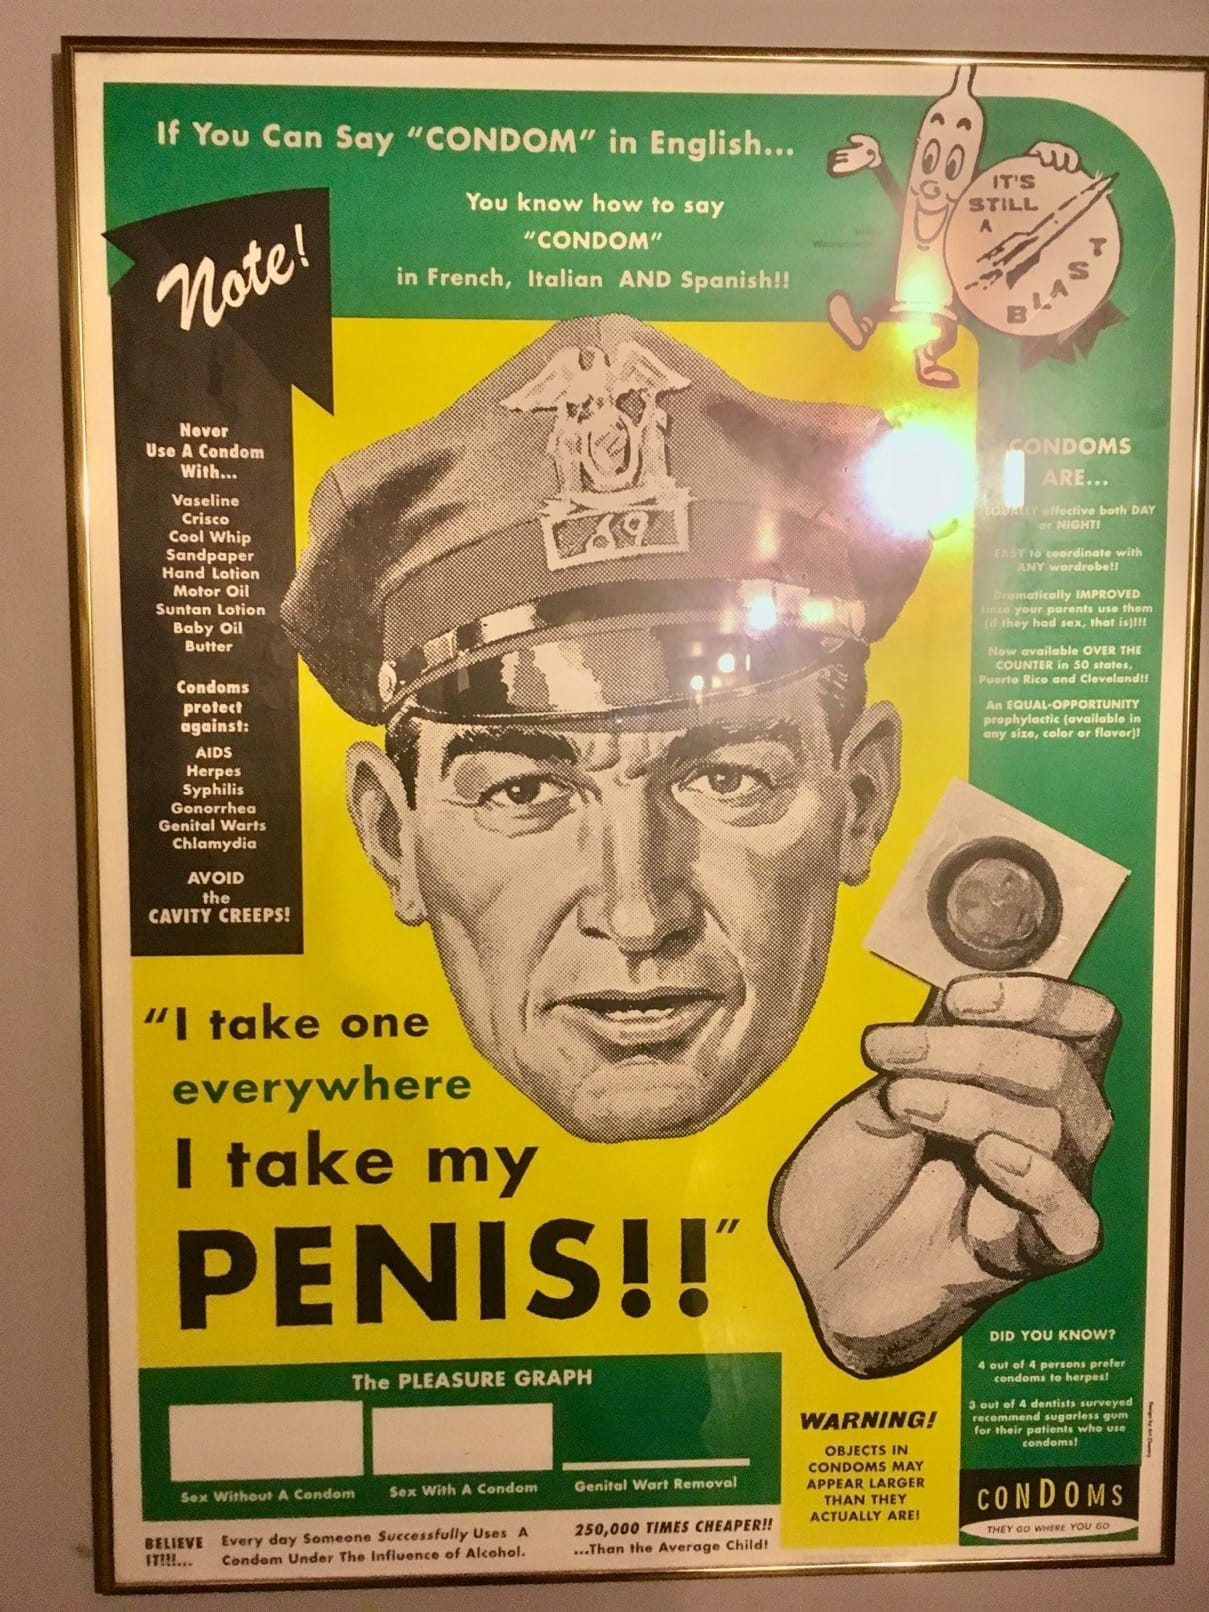 If You Can Say "CONDOM" in English...
You know how to say
"CONDOM"
in French, Italian AND Spanish!!
IT'S
STILL
A
BLAST
Note!
Never
Use A Condom
With...
Vaseline
Crisco
Cool Whip
Sandpaper
Hand Lotion
Motor Oil
Suntan Lotion
Baby Oil
Butter
Condoms
protect
against:
AIDS
Herpes
Syphilis
Gonorrhea
Genital Warts
Chlamydia
AVOID
the
CAVITY CREEPS!
69
CONDOMS
ARE...
EQUALLY effective both DAY
or NIGHT!
EASY to coordinate with
ANY wardrobe!!
Dramatically IMPROVED
since your parents use them
(if they had sex, that is)!!!
Now available OVER THE
COUNTER in 50 states,
Puerto Rico and Cleveland!!
An EQUAL-OPPORTUNITY
prophylactic (available in
any size, color or flavor)!
"I take one
everywhere
I take my
PENIS!!"
The PLEASURE GRAPH
Sex Without A Condom
Sex With A Condom
Genital Wart Removal
BELIEVE
IT!!!...
Every day Someone Successfully Uses A
Condom Under The Influence of Alcohol.
250,000 TIMES CHEAPER!!
...Than the Average Child!
WARNING!
OBJECTS IN
CONDOMS MAY
APPEAR LARGER
THAN THEY
ACTUALLY ARE!
DID YOU KNOW?
4 out of 4 persons prefer
condoms to herpes!
3 out of 4 dentists surveyed
recommend sugarless gum
for their patients who use
condoms!
CONDOMS
THEY GO WHERE YOU GO